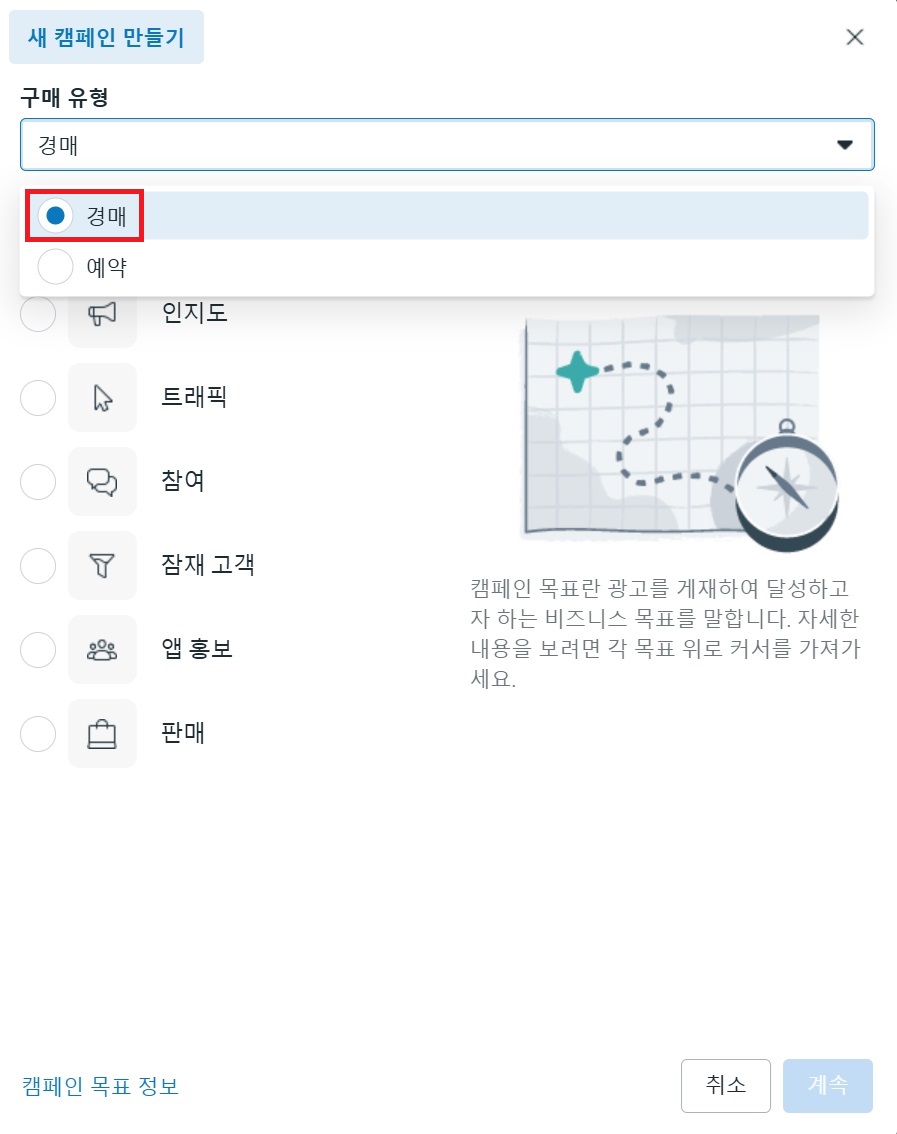 새 캠페인 만들기
구매 유형
경매
경매
예약
인지도
트래픽
참여
잠재 고객
앱 홍보
판매
캠페인 목표란 광고를 게재하여 달성하고
자 하는 비즈니스 목표를 말합니다. 자세한
내용을 보려면 각 목표 위로 커서를 가져가
세요.
캠페인 목표 정보
취소
계속